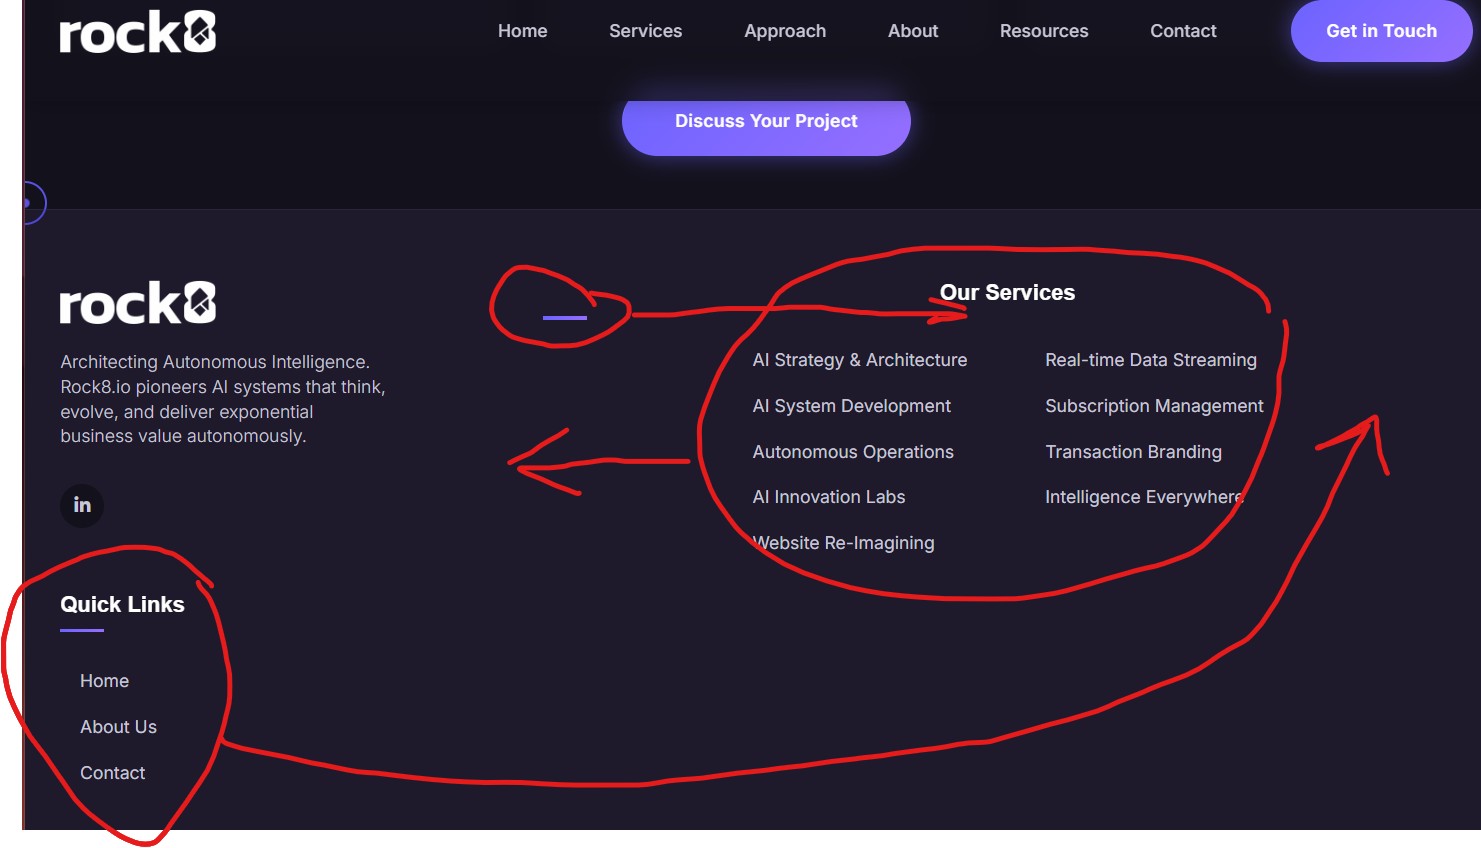 rock8
Home Services Approach About Resources Contact Get in Touch
Discuss Your Project
rock8
Architecting Autonomous Intelligence.
Rock8.io pioneers AI systems that think,
evolve, and deliver exponential
business value autonomously.
in
Our Services
AI Strategy & Architecture
AI System Development
Autonomous Operations
AI Innovation Labs
Website Re-Imagining
Real-time Data Streaming
Subscription Management
Transaction Branding
Intelligence Everywhere
Quick Links
Home
About Us
Contact